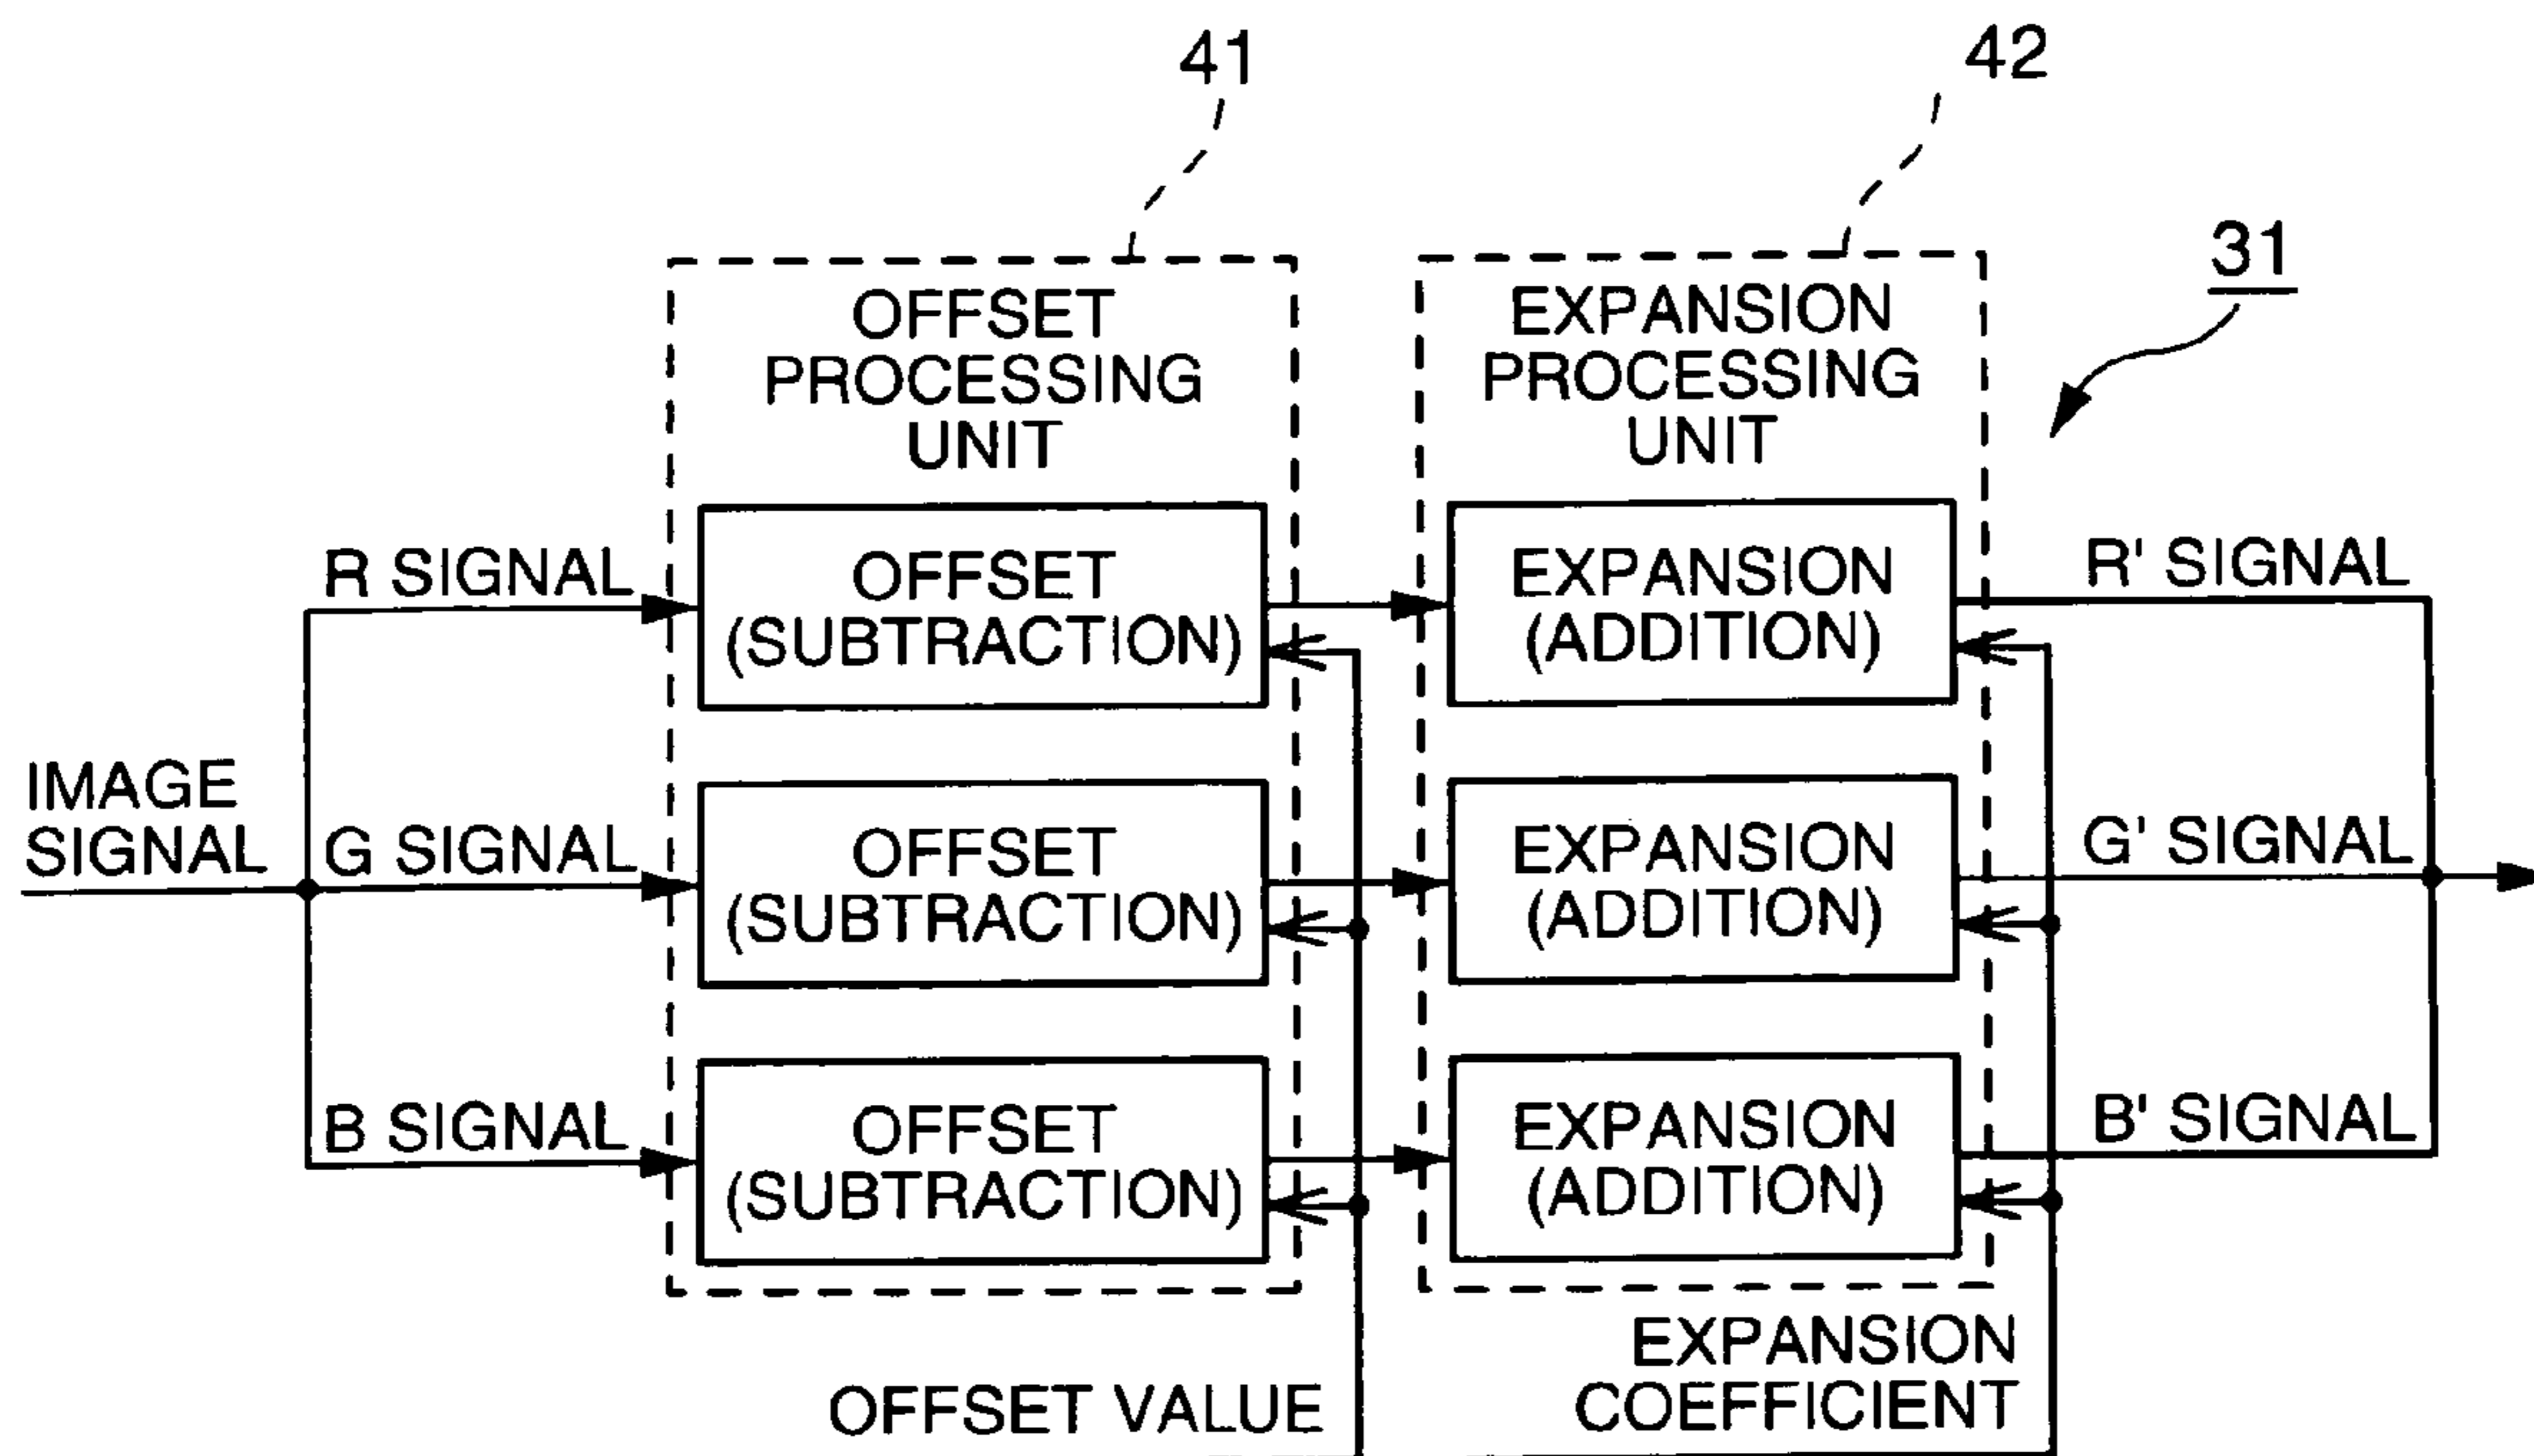 41
42
31
OFFSET
PROCESSING
UNIT
EXPANSION
PROCESSING
UNIT
R SIGNAL
OFFSET
(SUBTRACTION)
EXPANSION
(ADDITION)
R' SIGNAL
IMAGE
SIGNAL
G SIGNAL
OFFSET
(SUBTRACTION)
EXPANSION
(ADDITION)
G' SIGNAL
B SIGNAL
OFFSET
(SUBTRACTION)
EXPANSION
(ADDITION)
B' SIGNAL
OFFSET VALUE
EXPANSION
COEFFICIENT